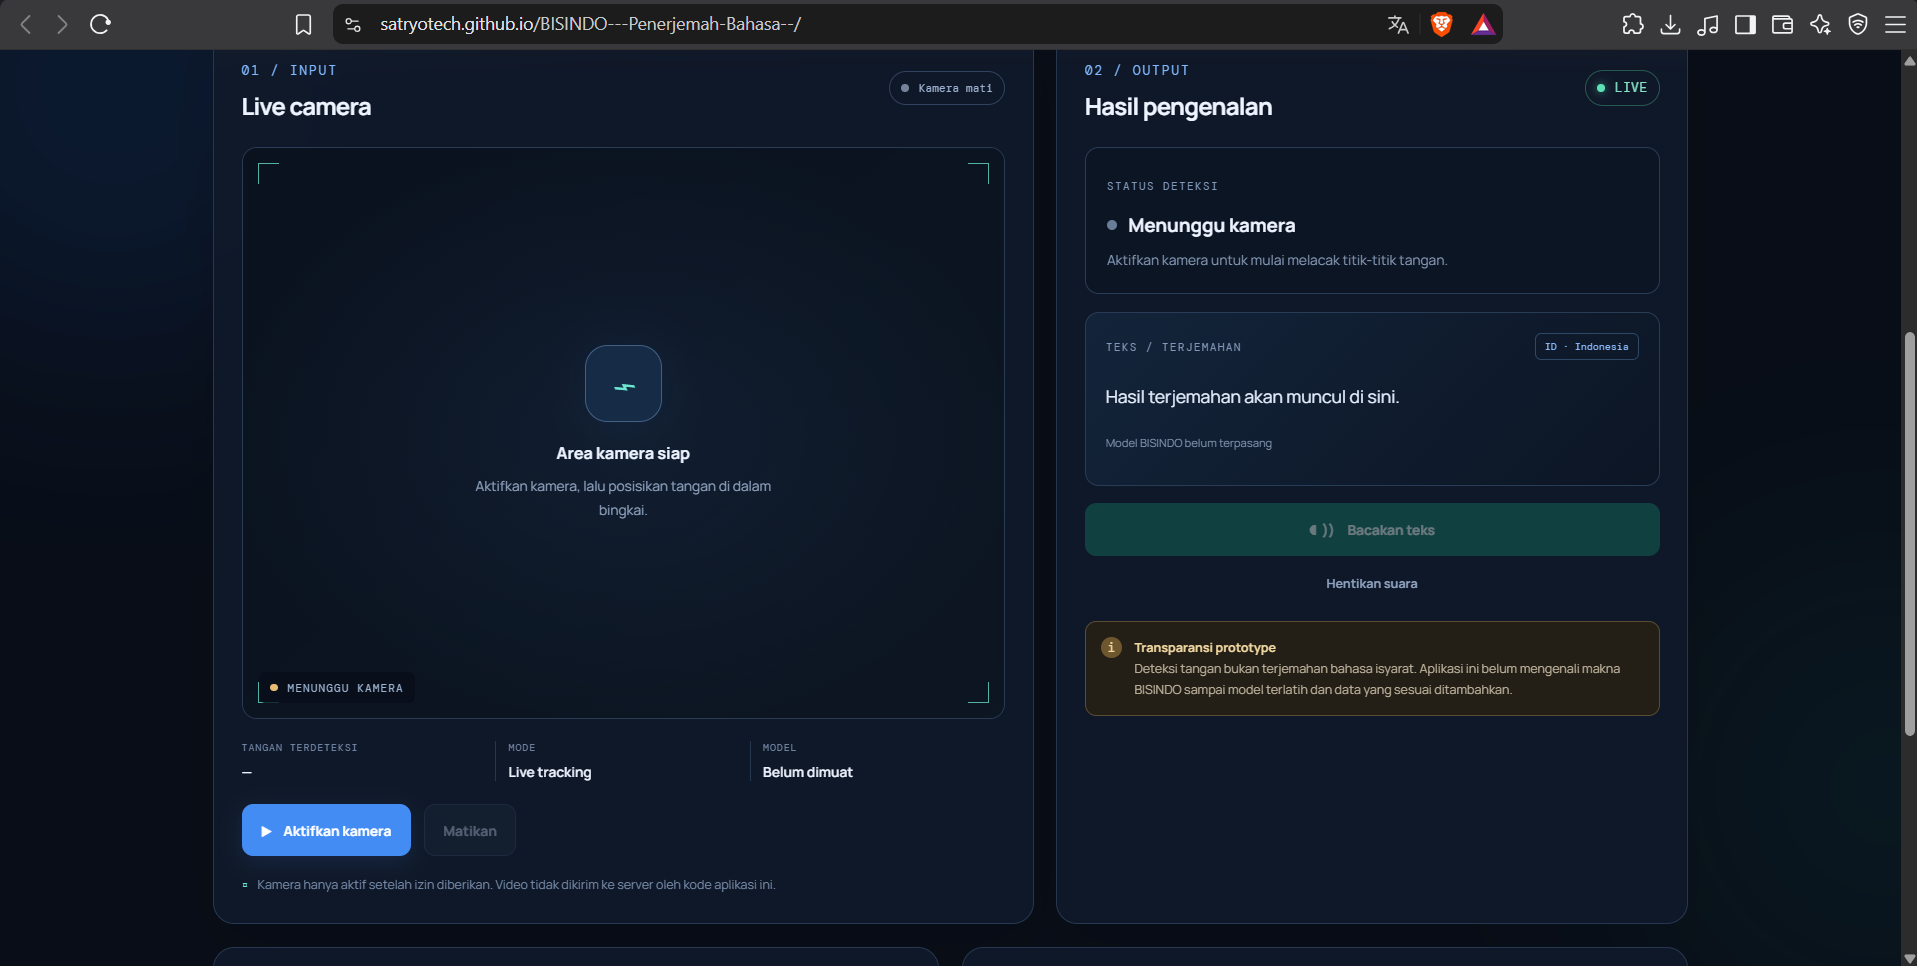 satryotech.github.io/BISINDO---Penerjemah-Bahasa--/
01 / INPUT
Live camera
Kamera mati
Area kamera siap
Aktifkan kamera, lalu posisikan tangan di dalam
bingkai.
MENUNGGU KAMERA
TANGAN TERDETEKSI
—
MODE
Live tracking
MODEL
Belum dimuat
Aktifkan kamera
Matikan
Kamera hanya aktif setelah izin diberikan. Video tidak dikirim ke server oleh kode aplikasi ini.
02 / OUTPUT
Hasil pengenalan
LIVE
STATUS DETEKSI
Menunggu kamera
Aktifkan kamera untuk mulai melacak titik-titik tangan.
TEKS / TERJEMAHAN
ID · Indonesia
Hasil terjemahan akan muncul di sini.
Model BISINDO belum terpasang
Bacakan teks
Hentikan suara
i
Transparansi prototype
Deteksi tangan bukan terjemahan bahasa isyarat. Aplikasi ini belum mengenali makna
BISINDO sampai model terlatih dan data yang sesuai ditambahkan.